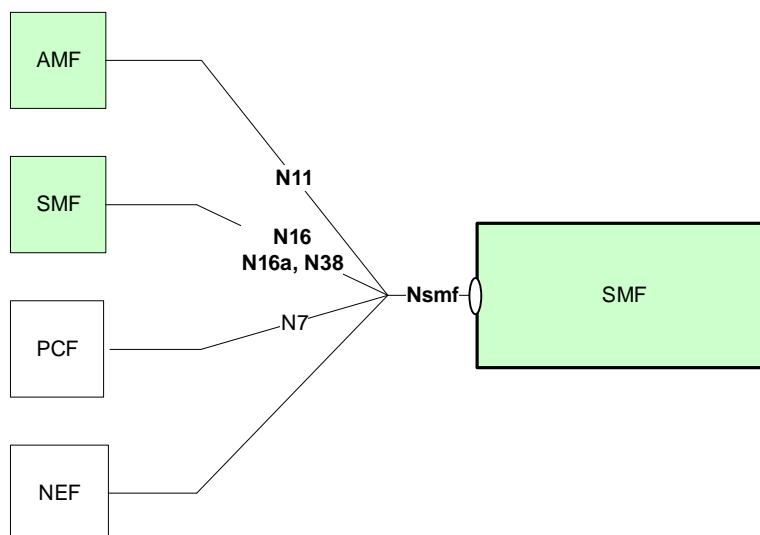 AMF
N11
SMF
N16
N16a, N38
Nsmf
SMF
N7
PCF
NEF